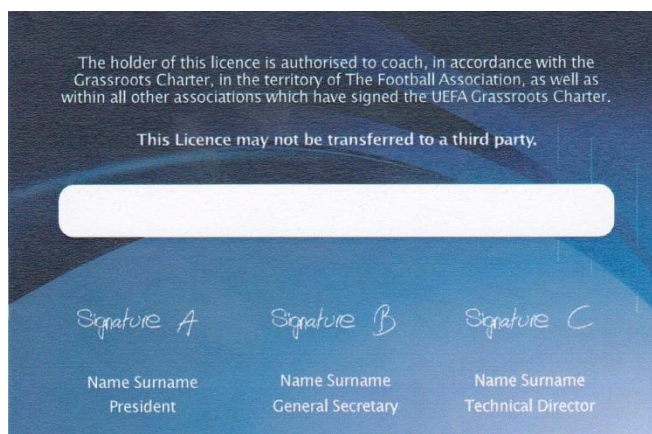 The holder of this licence is authorised to coach, in accordance with the
Grassroots Charter, in the territory of The Football Association, as well as
within all other associations which have signed the UEFA Grassroots Charter.
This Licence may not be transferred to a third party.
Signature A Signature B Signature C
Name Surname Name Surname Name Surname
President General Secretary Technical Director